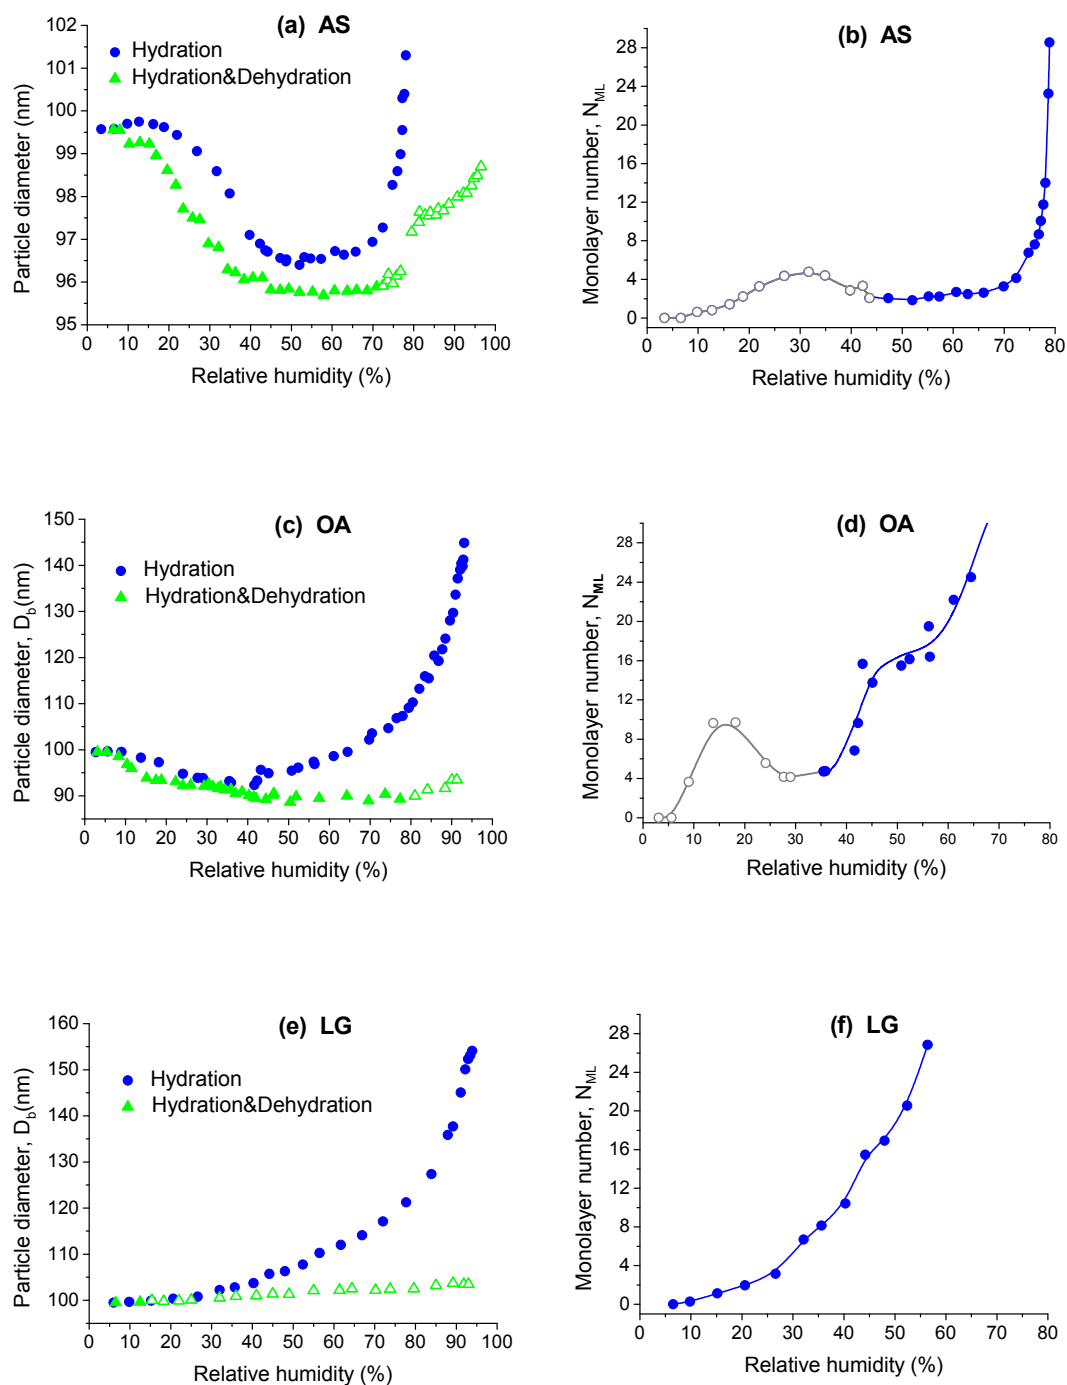 (a) AS
Hydration
Hydration&Dehydration
Particle diameter (nm)
102
101
100
99
98
97
96
95
0 10 20 30 40 50 60 70 80 90 100
Relative humidity (%)
(b) AS
Monolayer number, N_ML
28
24
20
16
12
8
4
0
0 10 20 30 40 50 60 70 80
Relative humidity (%)
(c) OA
Hydration
Hydration&Dehydration
Particle diameter, D_b(nm)
150
140
130
120
110
100
90
0 10 20 30 40 50 60 70 80 90 100
Relative humidity (%)
(d) OA
Monolayer number, N_ML
28
24
20
16
12
8
4
0
0 10 20 30 40 50 60 70 80
Relative humidity (%)
(e) LG
Hydration
Hydration&Dehydration
Particle diameter, D_b(nm)
160
150
140
130
120
110
100
0 10 20 30 40 50 60 70 80 90 100
Relative humidity (%)
(f) LG
Monolayer number, N_ML
28
24
20
16
12
8
4
0
0 10 20 30 40 50 60 70 80
Relative humidity (%)